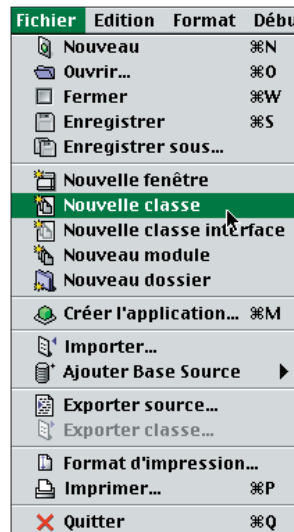 Fichier Edition Format Débu
Nouveau ⌘N
Ouvrir... ⌘O
Fermer ⌘W
Enregistrer ⌘S
Enregistrer sous...
Nouvelle fenêtre
Nouvelle classe
Nouvelle classe interface
Nouveau module
Nouveau dossier
Créer l'application... ⌘M
Importer...
Ajouter Base Source
Exporter source...
Exporter classe...
Format d'impression...
Imprimer... ⌘P
Quitter ⌘Q